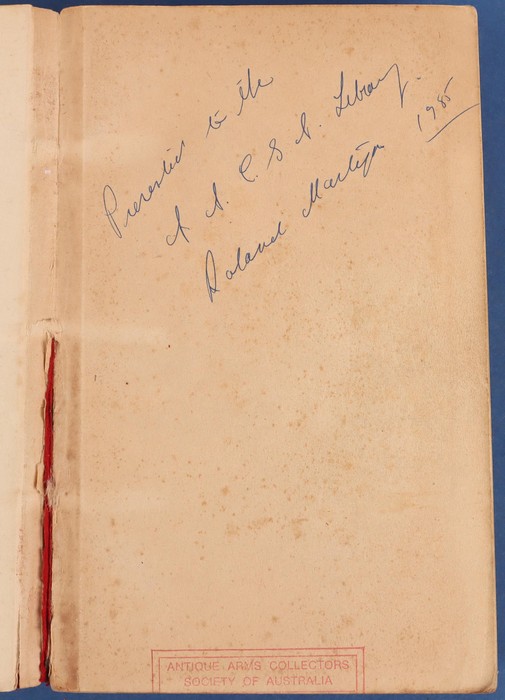 Presented to the
A A. C. S A. Library.
Roland Martyn
1985
ANTIQUE ARMS COLLECTORS
SOCIETY OF AUSTRALIA